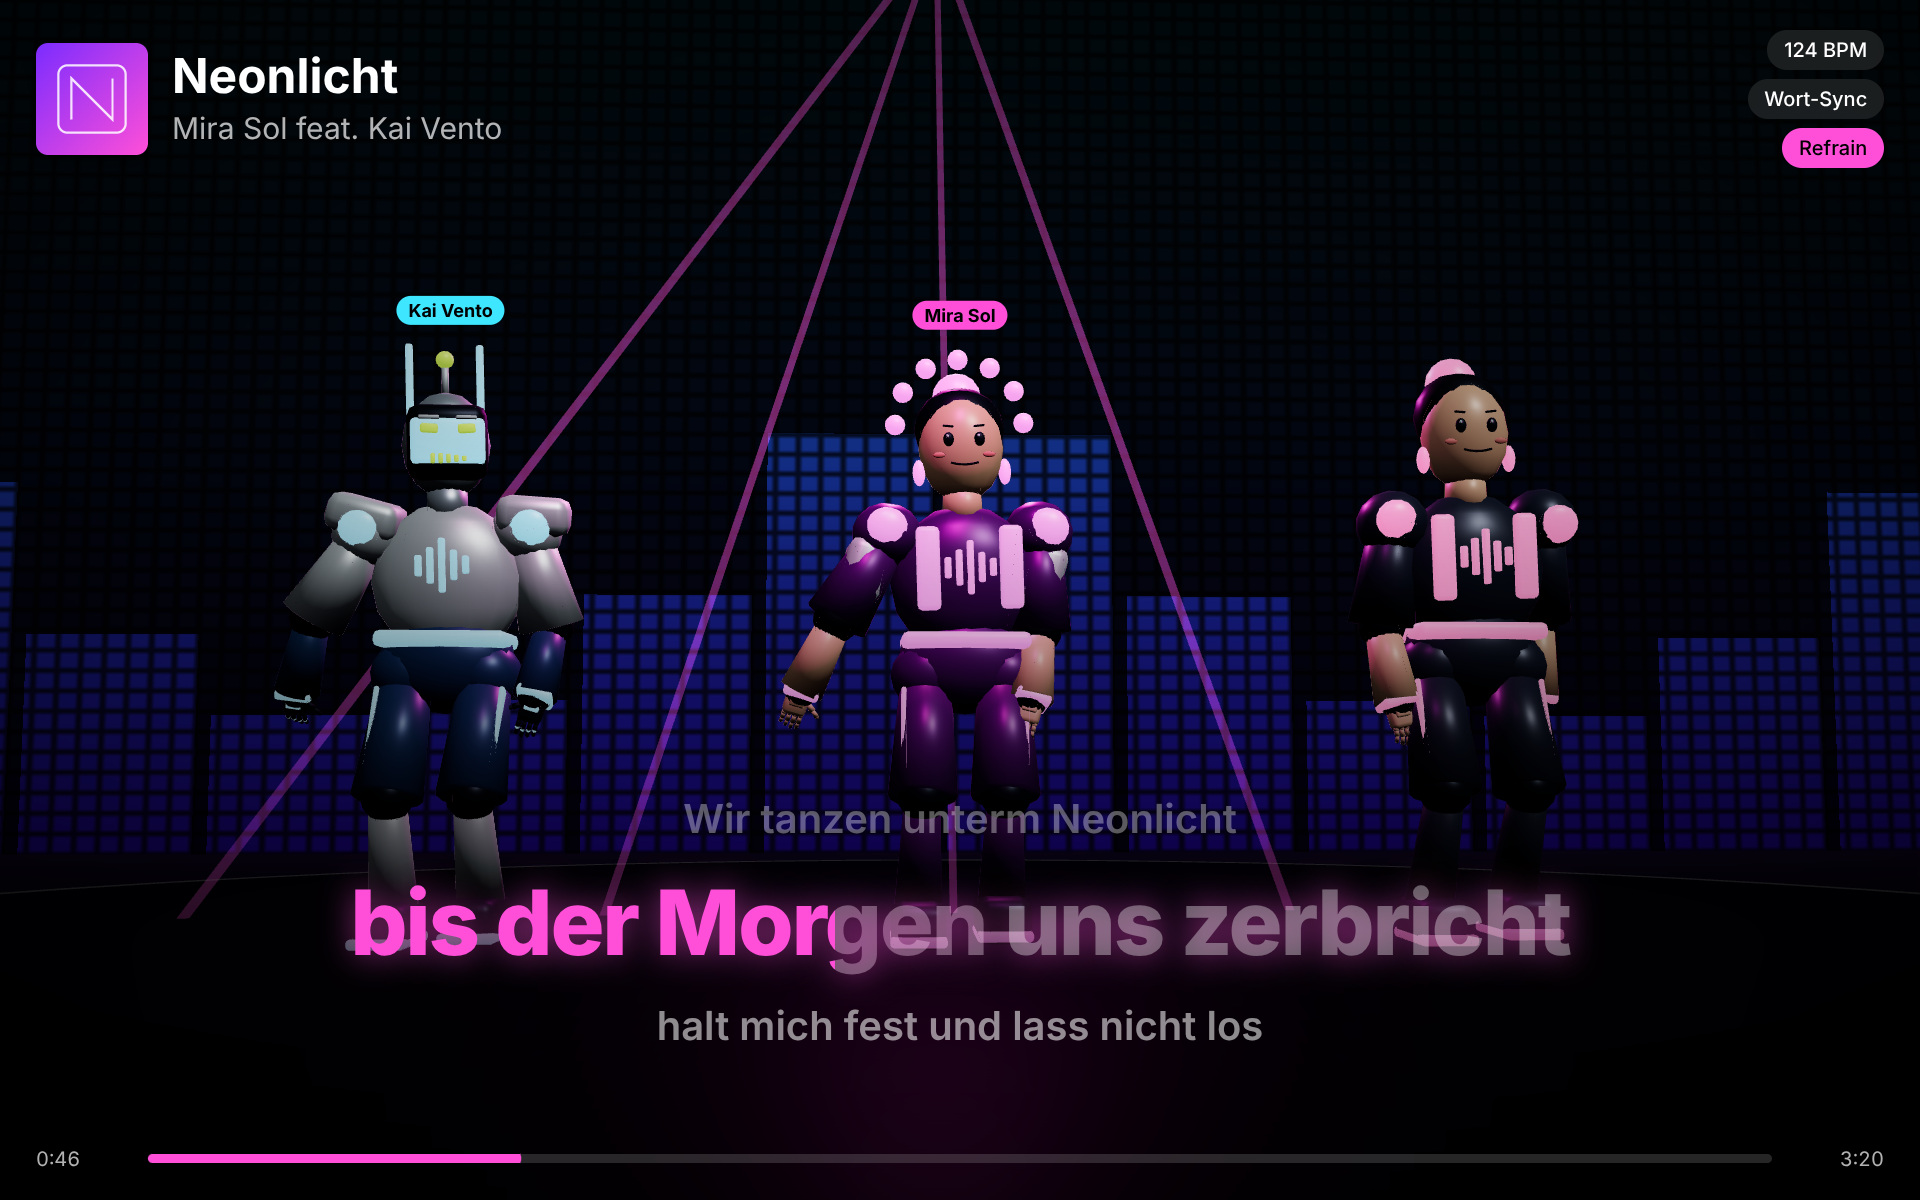 Neonlicht
Mira Sol feat. Kai Vento
124 BPM
Wort-Sync
Refrain
Kai Vento
Mira Sol
Wir tanzen unterm Neonlicht
bis der Morgen uns zerbricht
halt mich fest und lass nicht los
0:46
3:20